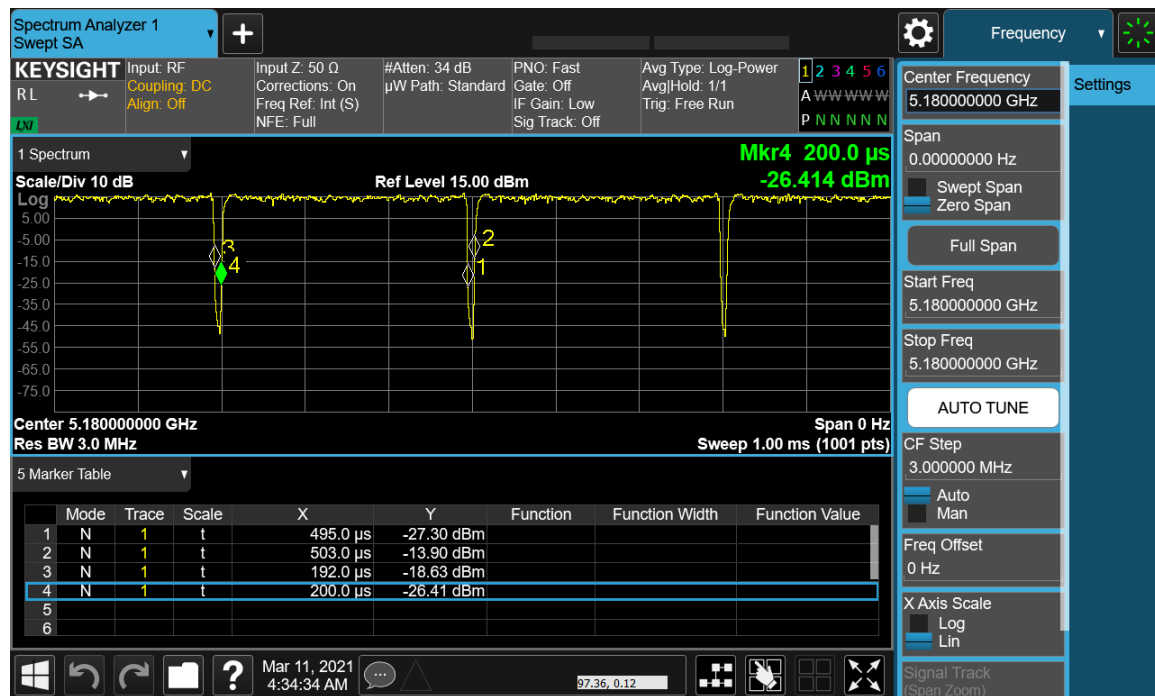 Spectrum Analyzer 1
Swept SA
Frequency
KEYSIGHT
R L
LXI
Input: RF
Coupling: DC
Align: Off
Input Z: 50 Ω
Corrections: On
Freq Ref: Int (S)
NFE: Full
#Atten: 34 dB
µW Path: Standard
PNO: Fast
Gate: Off
IF Gain: Low
Sig Track: Off
Avg Type: Log-Power
Avg|Hold: 1/1
Trig: Free Run
1 2 3 4 5 6
A W W W W W W
P N N N N N
1 Spectrum
Mkr4 200.0 µs
-26.414 dBm
Scale/Div 10 dB
Ref Level 15.00 dBm
Log
5.00
-5.00
-15.0
-25.0
-35.0
-45.0
-55.0
-65.0
-75.0
3
4
2
1
Center 5.180000000 GHz
Span 0 Hz
Res BW 3.0 MHz
Sweep 1.00 ms (1001 pts)
5 Marker Table
Mode Trace Scale X Y Function Function Width Function Value
1 N 1 t 495.0 µs -27.30 dBm
2 N 1 t 503.0 µs -13.90 dBm
3 N 1 t 192.0 µs -18.63 dBm
4 N 1 t 200.0 µs -26.41 dBm
5
6
Center Frequency
5.180000000 GHz
Settings
Span
0.00000000 Hz
Swept Span
Zero Span
Full Span
Start Freq
5.180000000 GHz
Stop Freq
5.180000000 GHz
AUTO TUNE
CF Step
3.000000 MHz
Auto
Man
Freq Offset
0 Hz
X Axis Scale
Log
Lin
Signal Track
(Span Zoom)
?
Mar 11, 2021
4:34:34 AM
97.36, 0.12